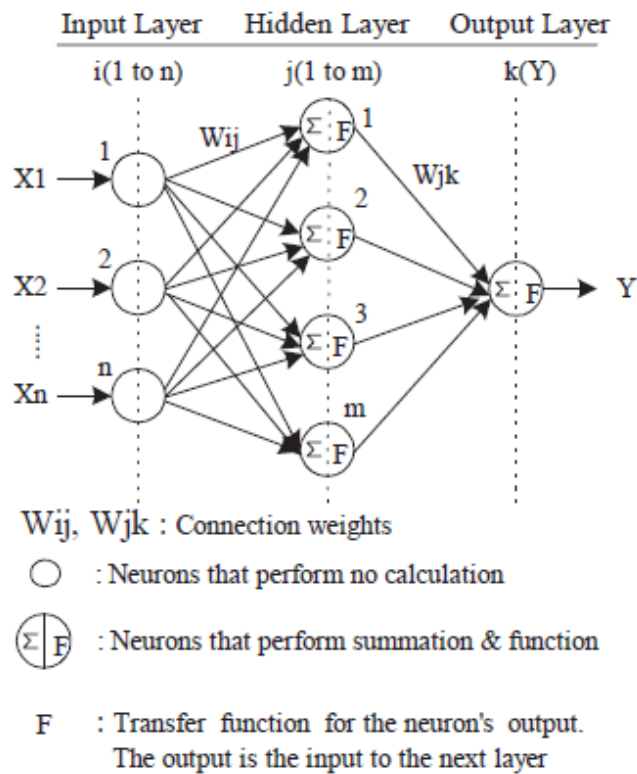 Input Layer Hidden Layer Output Layer
i(1 to n) j(1 to m) k(Y)
1
Wij
Σ F
1
X1
Wjk
2
2
Σ F
X2
Σ F
Y
......
3
n
Σ F
Xn
m
Σ F
Wij, Wjk : Connection weights
: Neurons that perform no calculation
Σ F : Neurons that perform summation & function
F : Transfer function for the neuron's output.
The output is the input to the next layer